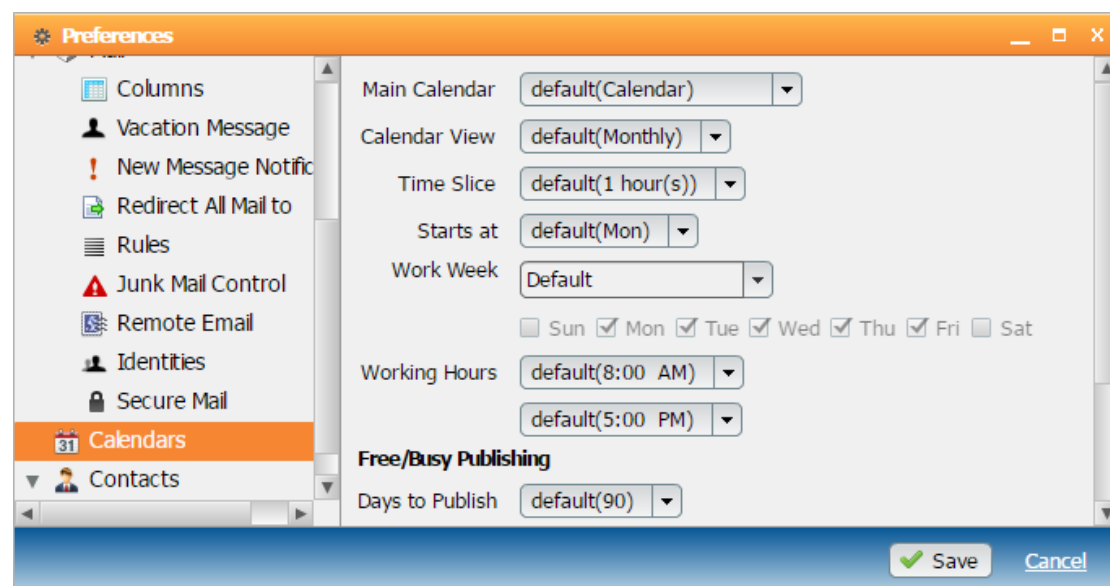 Preferences
Columns
Vacation Message
New Message Notific
Redirect All Mail to
Rules
Junk Mail Control
Remote Email
Identities
Secure Mail
31 Calendars
Contacts
Main Calendar default(Calendar)
Calendar View default(Monthly)
Time Slice default(1 hour(s))
Starts at default(Mon)
Work Week Default
Sun Mon Tue Wed Thu Fri Sat
Working Hours default(8:00 AM)
default(5:00 PM)
Free/Busy Publishing
Days to Publish default(90)
Save Cancel